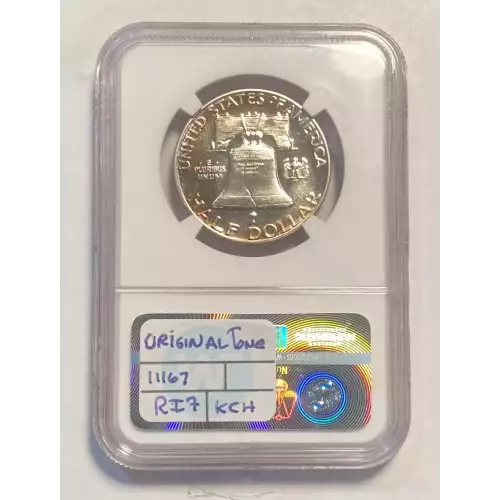 UNITED STATES OF AMERICA
E
PLURIBUS
UNUM
HALF DOLLAR
ORIGINAL Tone
11167
RI7 KCH